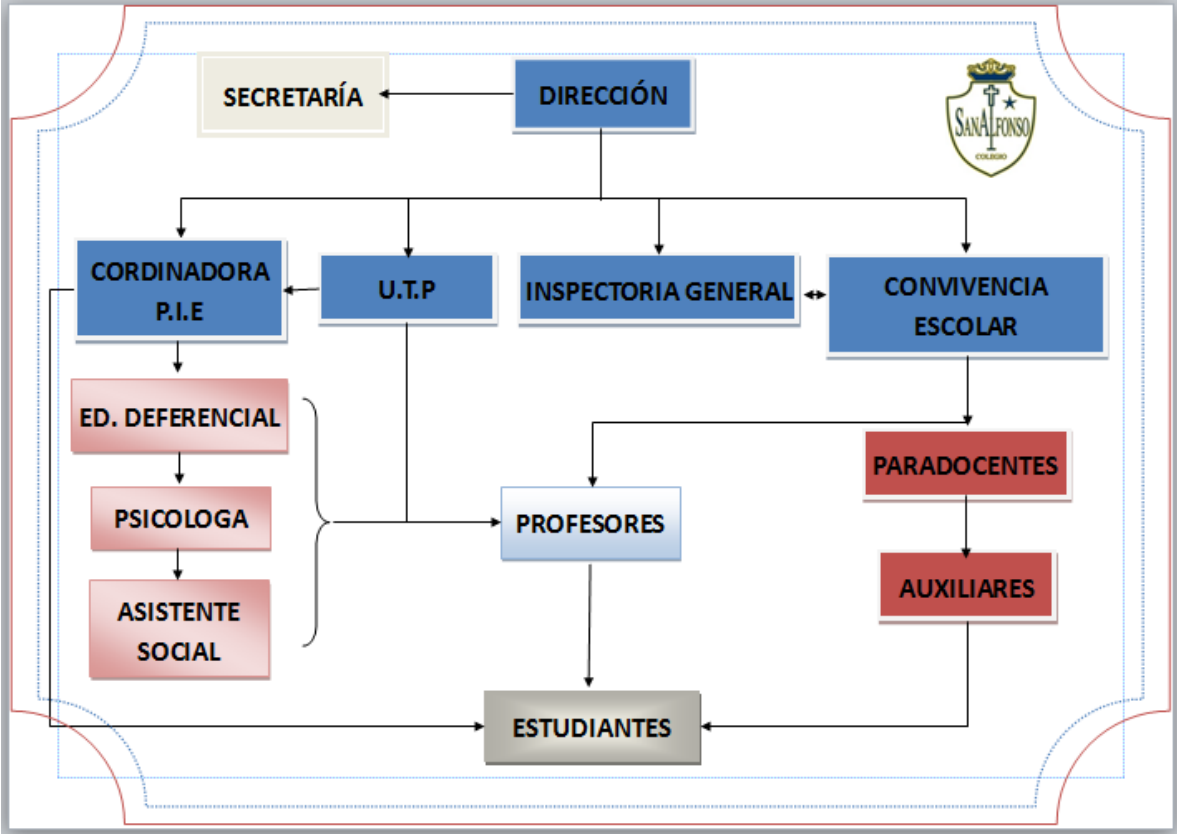 SECRETARÍA
DIRECCIÓN
SANALFONSO
COLEGIO
CORDINADORA
P.I.E
U.T.P
INSPECTORIA GENERAL
CONVIVENCIA
ESCOLAR
ED. DEFERENCIAL
PARADOCENTES
PSICOLOGA
PROFESORES
AUXILIARES
ASISTENTE
SOCIAL
ESTUDIANTES